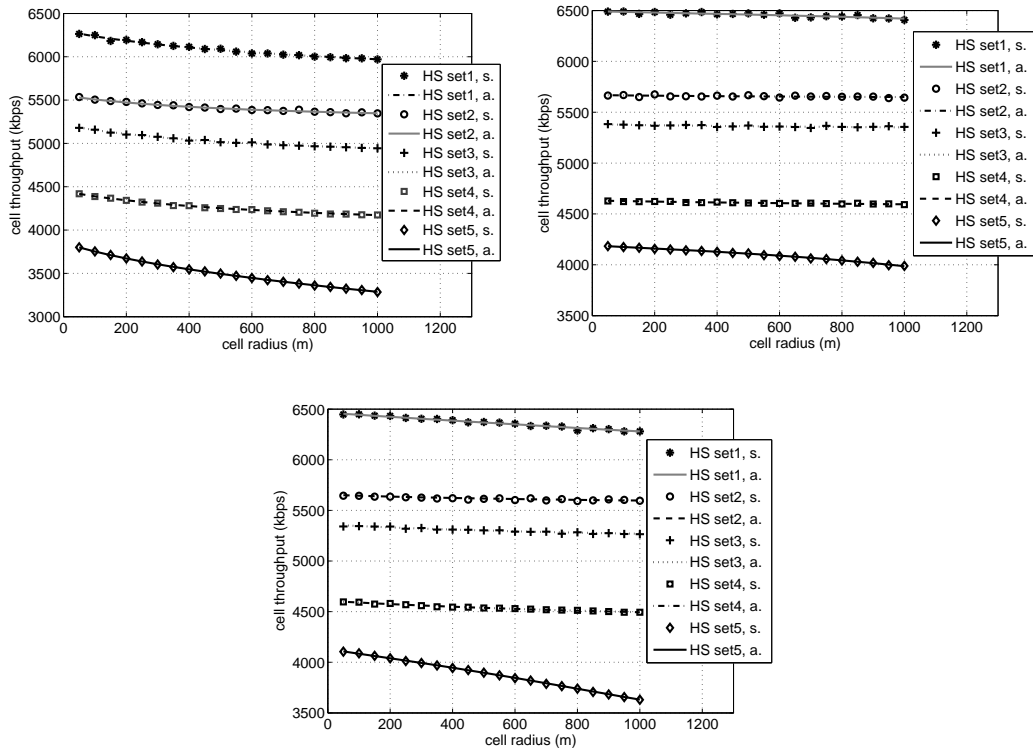 6500
6000
5500
5000
4500
4000
3500
3000
cell throughput (kbps)
0 200 400 600 800 1000 1200
cell radius (m)
HS set1, s.
HS set1, a.
HS set2, s.
HS set2, a.
HS set3, s.
HS set3, a.
HS set4, s.
HS set4, a.
HS set5, s.
HS set5, a.
6500
6000
5500
5000
4500
4000
3500
cell throughput (kbps)
0 200 400 600 800 1000 1200
cell radius (m)
HS set1, s.
HS set1, a.
HS set2, s.
HS set2, a.
HS set3, s.
HS set3, a.
HS set4, s.
HS set4, a.
HS set5, s.
HS set5, a.
6500
6000
5500
5000
4500
4000
3500
cell throughput (kbps)
0 200 400 600 800 1000 1200
cell radius (m)
HS set1, s.
HS set1, a.
HS set2, s.
HS set2, a.
HS set3, s.
HS set3, a.
HS set4, s.
HS set4, a.
HS set5, s.
HS set5, a.